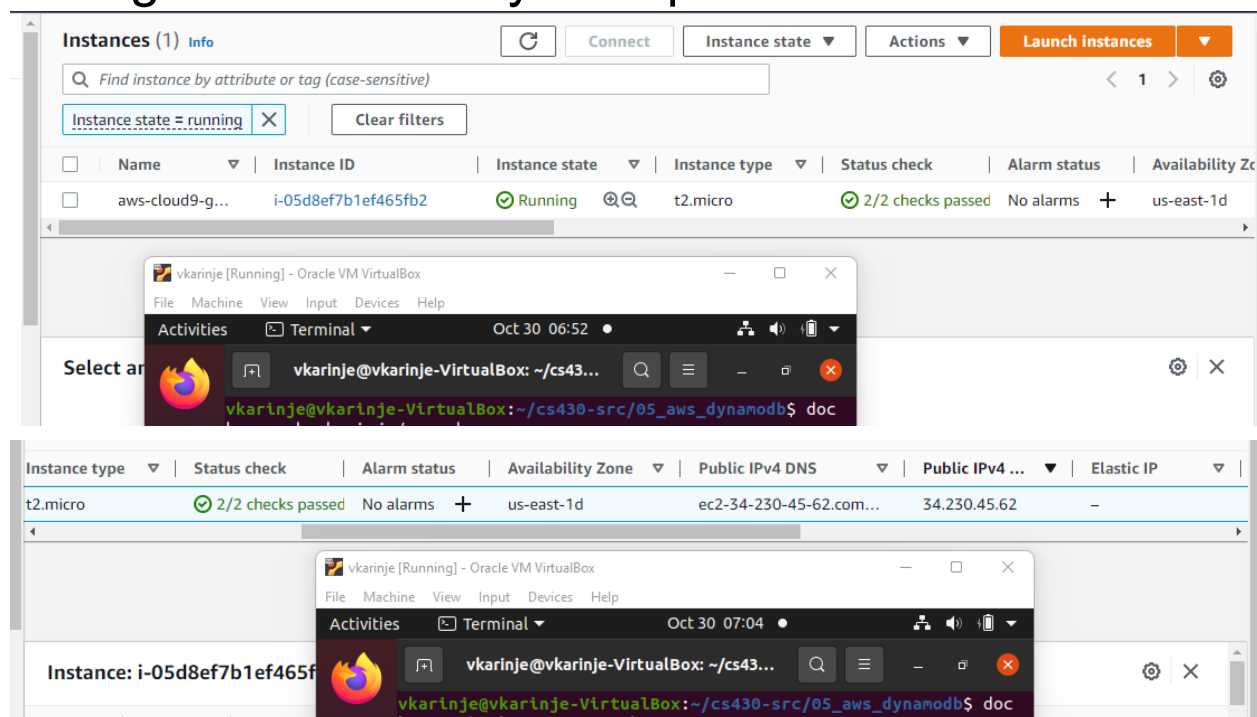 Instances (1) Info
Connect
Instance state
Actions
Launch instances
Find instance by attribute or tag (case-sensitive)
1
Instance state = running
Clear filters
Name Instance ID Instance state Instance type Status check Alarm status Availability Zo
aws-cloud9-g... i-05d8ef7b1ef465fb2 Running t2.micro 2/2 checks passed No alarms + us-east-1d
vkarinje [Running] - Oracle VM VirtualBox
File Machine View Input Devices Help
Activities Terminal Oct 30 06:52
Select an
vkarinje@vkarinje-VirtualBox: ~/cs43...
vkarinje@vkarinje-VirtualBox:~/cs430-src/05_aws_dynamodb$ doc
Instance type Status check Alarm status Availability Zone Public IPv4 DNS Public IPv4 ... Elastic IP
t2.micro 2/2 checks passed No alarms + us-east-1d ec2-34-230-45-62.com... 34.230.45.62 –
vkarinje [Running] - Oracle VM VirtualBox
File Machine View Input Devices Help
Activities Terminal Oct 30 07:04
Instance: i-05d8ef7b1ef465f
vkarinje@vkarinje-VirtualBox: ~/cs43...
vkarinje@vkarinje-VirtualBox:~/cs430-src/05_aws_dynamodb$ doc